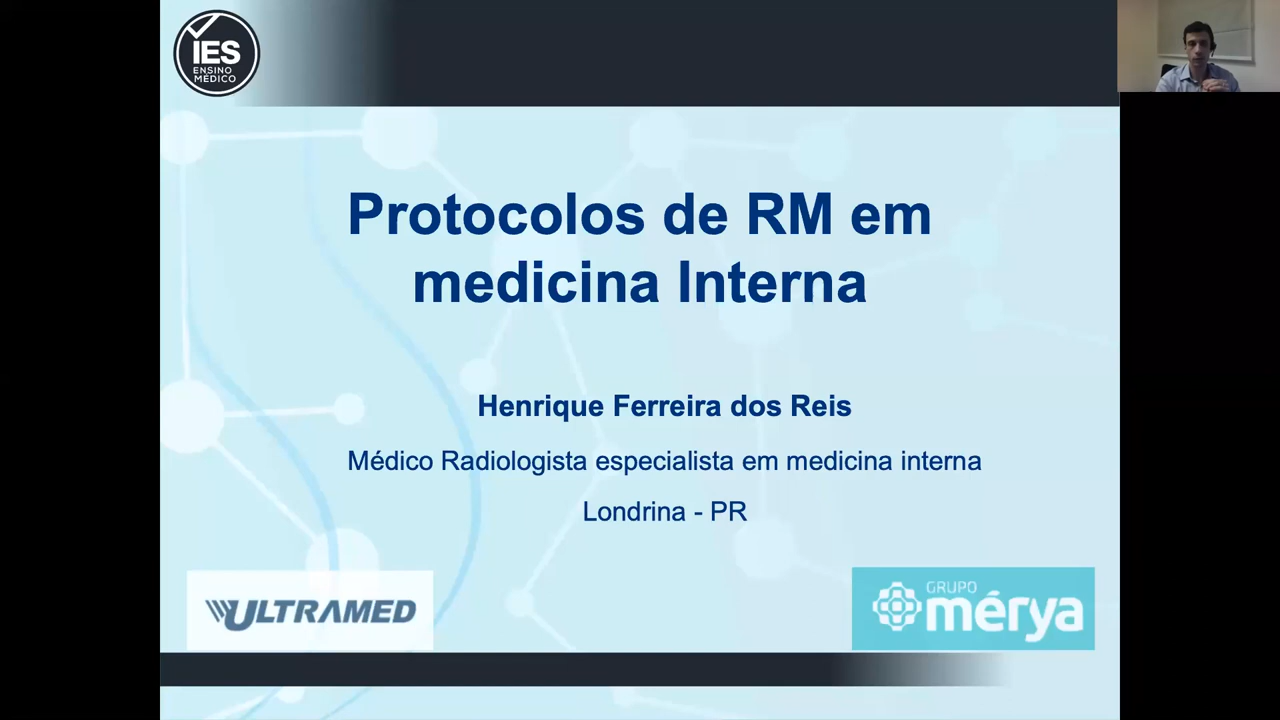 IES
ENSINO
MÉDICO
Protocolos de RM em
medicina Interna
Henrique Ferreira dos Reis
Médico Radiologista especialista em medicina interna
Londrina - PR
ULTRAMED
GRUPO
mérya